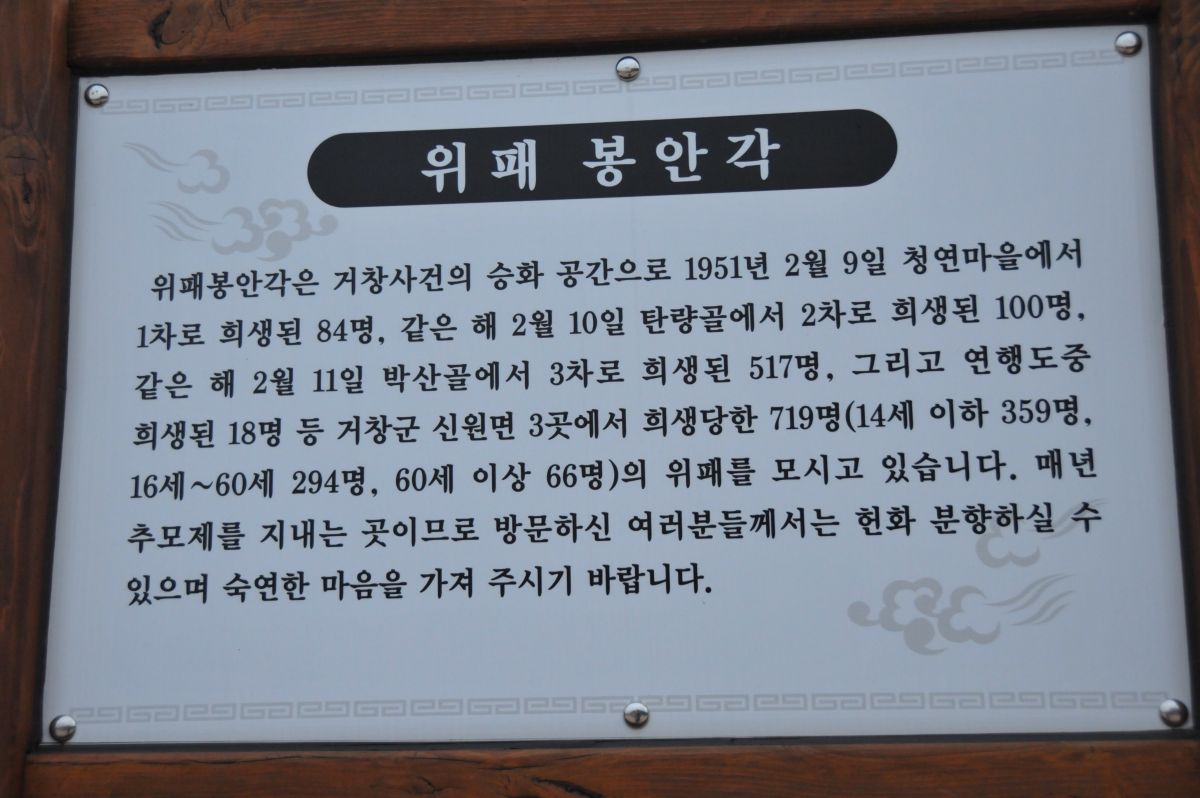 위패 봉안각
위패봉안각은 거창사건의 승화 공간으로 1951년 2월 9일 청연마을에서
1차로 희생된 84명, 같은 해 2월 10일 탄량골에서 2차로 희생된 100명,
같은 해 2월 11일 박산골에서 3차로 희생된 517명, 그리고 연행도중
희생된 18명 등 거창군 신원면 3곳에서 희생당한 719명(14세 이하 359명,
16세~60세 294명, 60세 이상 66명)의 위패를 모시고 있습니다. 매년
추모제를 지내는 곳이므로 방문하신 여러분들께서는 헌화 분향하실 수
있으며 숙연한 마음을 가져 주시기 바랍니다.